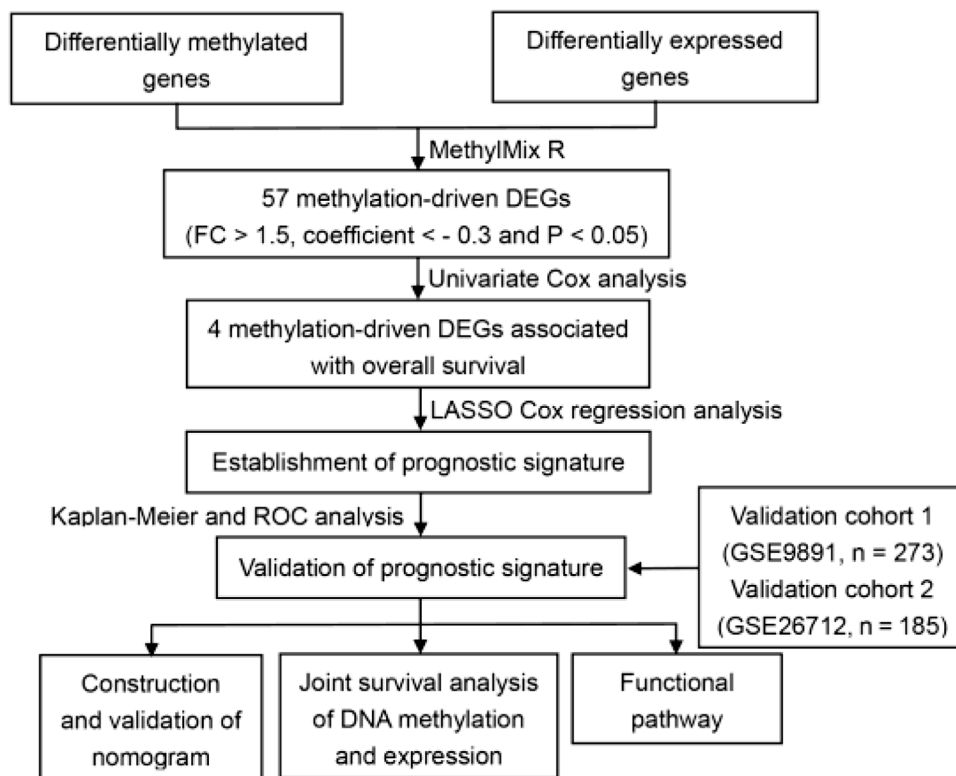 Differentially methylated
genes
Differentially expressed
genes
MethylMix R
57 methylation-driven DEGs
(FC > 1.5, coefficient < - 0.3 and P < 0.05)
Univariate Cox analysis
4 methylation-driven DEGs associated
with overall survival
LASSO Cox regression analysis
Establishment of prognostic signature
Kaplan-Meier and ROC analysis
Validation of prognostic signature
Validation cohort 1
(GSE9891, n = 273)
Validation cohort 2
(GSE26712, n = 185)
Construction
and validation of
nomogram
Joint survival analysis
of DNA methylation
and expression
Functional
pathway